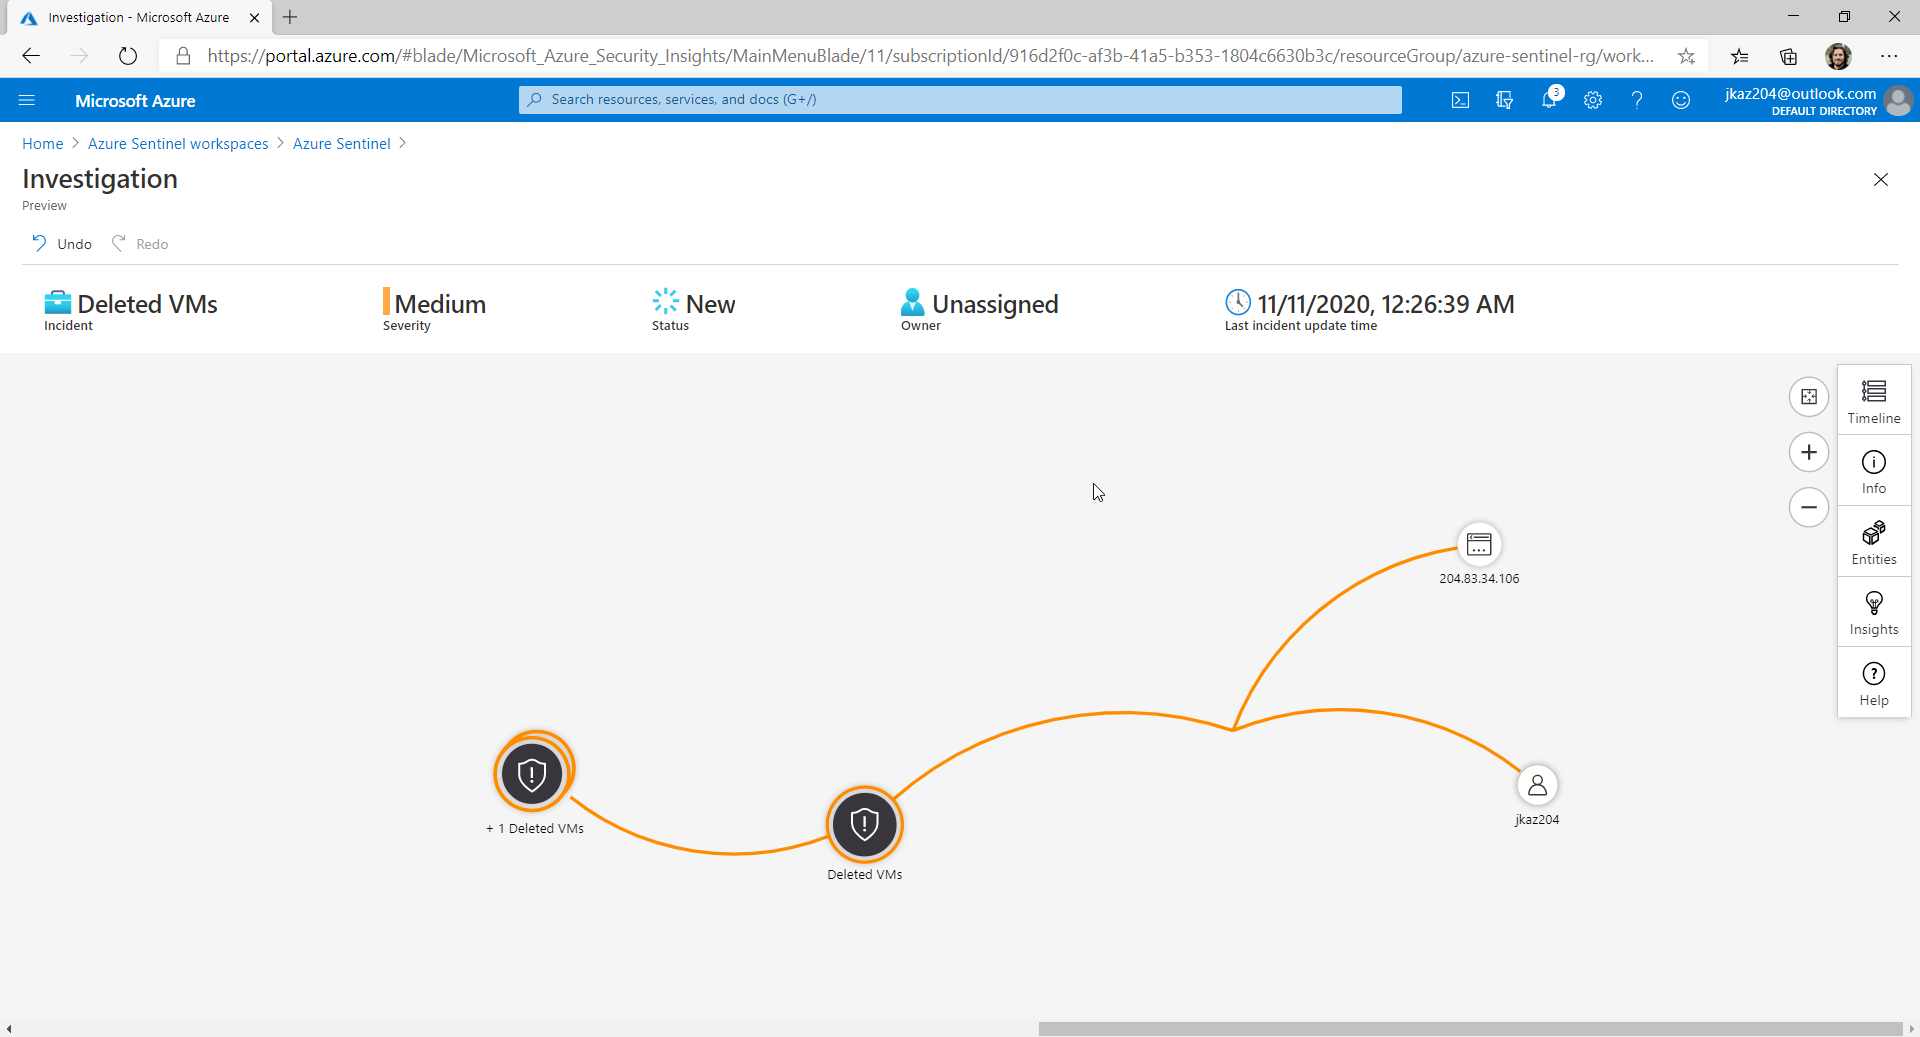 Investigation - Microsoft Azure
https://portal.azure.com/#blade/Microsoft_Azure_Security_Insights/MainMenuBlade/11/subscriptionId/916d2f0c-af3b-41a5-b353-1804c6630b3c/resourceGroup/azure-sentinel-rg/work...
Microsoft Azure
Search resources, services, and docs (G+/)
3
jkaz204@outlook.com
DEFAULT DIRECTORY
Home > Azure Sentinel workspaces > Azure Sentinel >
Investigation
Preview
Undo Redo
Deleted VMs
Incident
Medium
Severity
New
Status
Unassigned
Owner
11/11/2020, 12:26:39 AM
Last incident update time
Timeline
Info
Entities
Insights
Help
204.83.34.106
jkaz204
+ 1 Deleted VMs
Deleted VMs